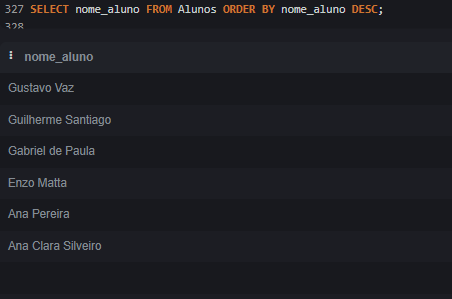 327 SELECT nome_aluno FROM Alunos ORDER BY nome_aluno DESC;
328
nome_aluno
Gustavo Vaz
Guilherme Santiago
Gabriel de Paula
Enzo Matta
Ana Pereira
Ana Clara Silveiro